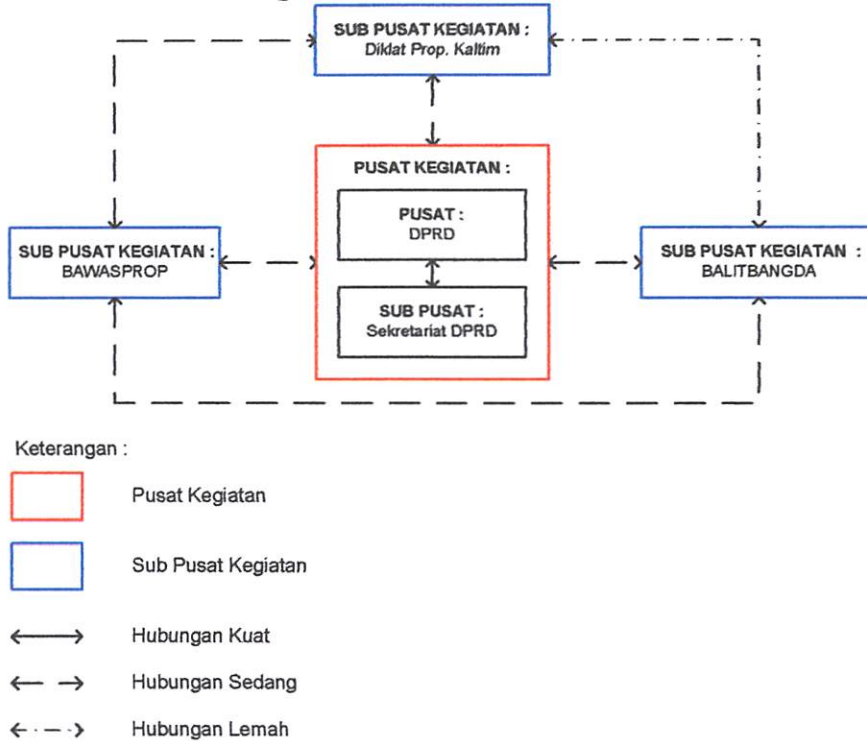 SUB PUSAT KEGIATAN :
Diklat Prop. Kaltim
PUSAT KEGIATAN :
PUSAT :
DPRD
SUB PUSAT KEGIATAN :
BAWASPROP
SUB PUSAT KEGIATAN :
BALITBANGDA
SUB PUSAT :
Sekretariat DPRD
Keterangan :
Pusat Kegiatan
Sub Pusat Kegiatan
Hubungan Kuat
Hubungan Sedang
Hubungan Lemah